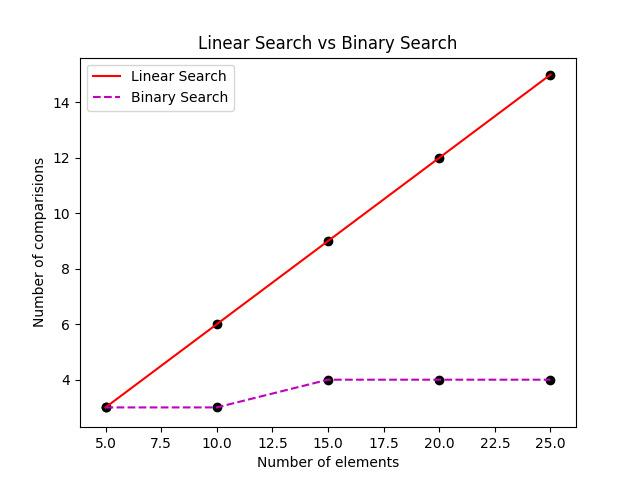 Linear Search vs Binary Search
Linear Search
Binary Search
14
12
10
8
6
4
Number of comparisions
5.0 7.5 10.0 12.5 15.0 17.5 20.0 22.5 25.0
Number of elements